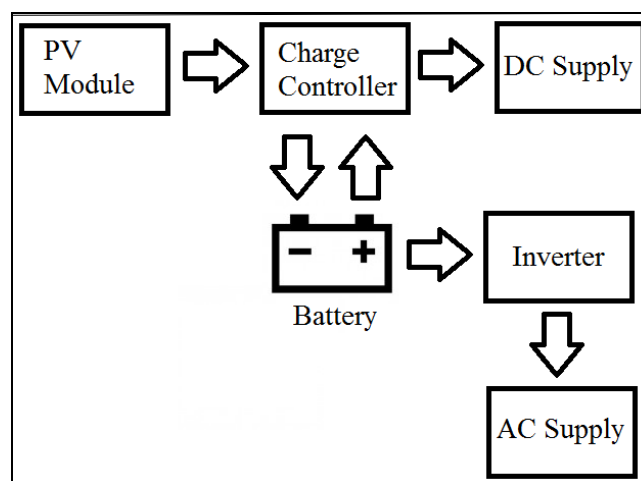 PV
Module
Charge
Controller
DC Supply
− +
Battery
Inverter
AC Supply